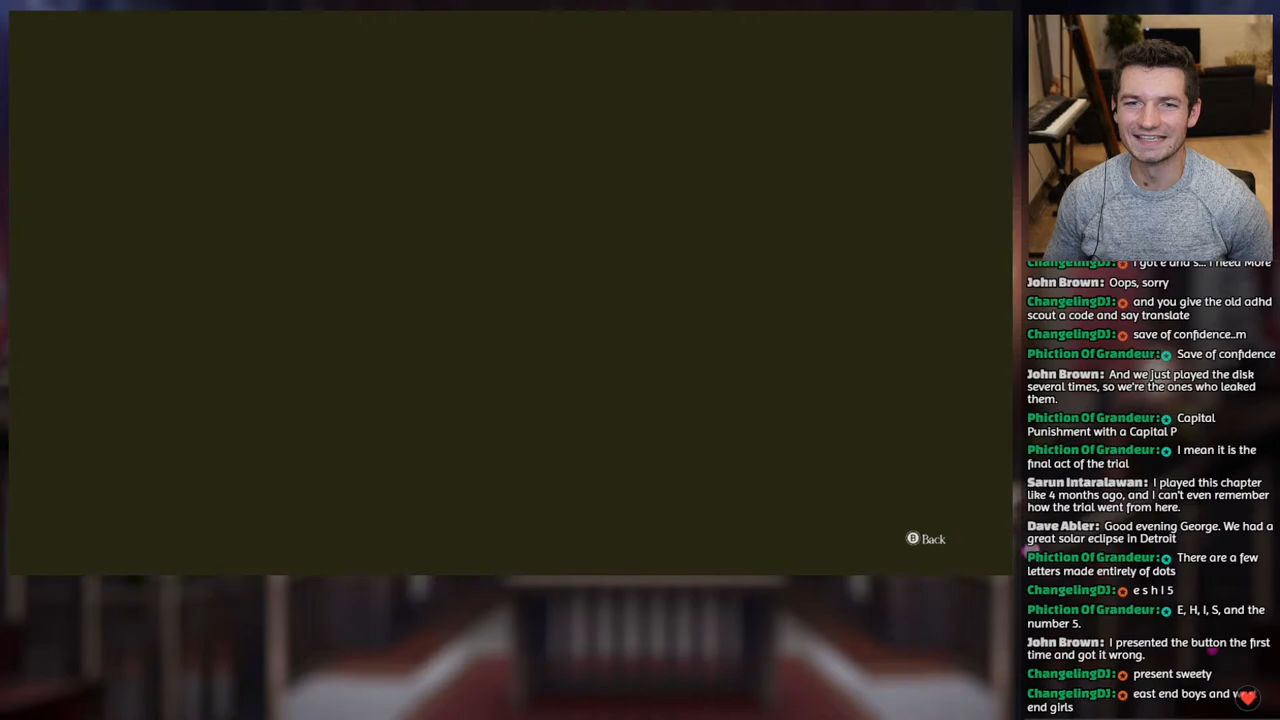 Back
ChangelingDJ: I got e and s... I need More
John Brown: Oops, sorry
ChangelingDJ: and you give the old adhd
scout a code and say translate
ChangelingDJ: save of confidence..m
Phiction Of Grandeur: Save of confidence
John Brown: And we just played the disk
several times, so we're the ones who leaked
them.
Phiction Of Grandeur: Capital
Punishment with a Capital P
Phiction Of Grandeur: I mean it is the
final act of the trial
Sarun Intaralawan: I played this chapter
like 4 months ago, and I can't even remember
how the trial went from here.
Dave Abler: Good evening George. We had a
great solar eclipse in Detroit
Phiction Of Grandeur: There are a few
letters made entirely of dots
ChangelingDJ: e s h I 5
Phiction Of Grandeur: E, H, I, S, and the
number 5.
John Brown: I presented the button the first
time and got it wrong.
ChangelingDJ: present sweety
ChangelingDJ: east end boys and
end girls